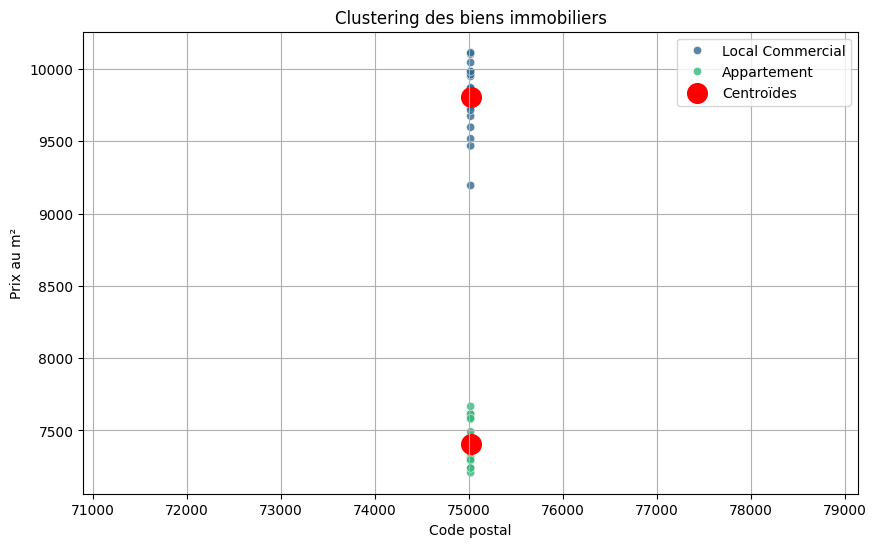 Clustering des biens immobiliers
Local Commercial
Appartement
Centroïdes
Prix au m²
10000
9500
9000
8500
8000
7500
71000 72000 73000 74000 75000 76000 77000 78000 79000
Code postal